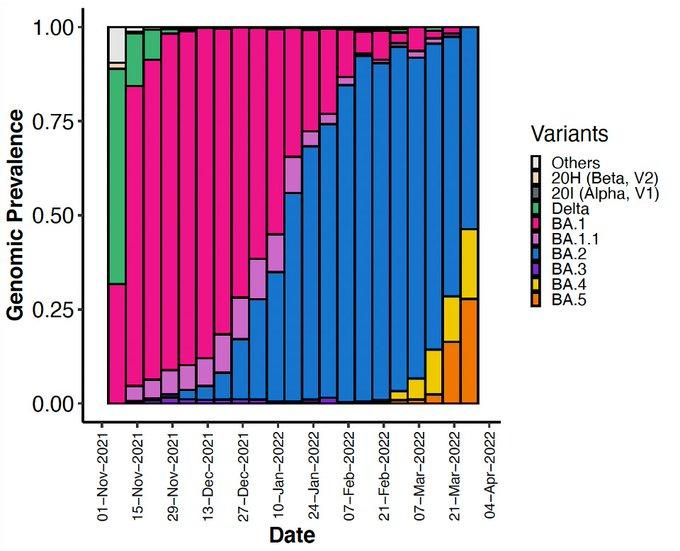 1.00
0.75
0.50
0.25
0.00
Genomic Prevalence
01−Nov−2021
15−Nov−2021
29−Nov−2021
13−Dec−2021
27−Dec−2021
10−Jan−2022
24−Jan−2022
07−Feb−2022
21−Feb−2022
07−Mar−2022
21−Mar−2022
04−Apr−2022
Date
Variants
Others
20H (Beta, V2)
20I (Alpha, V1)
Delta
BA.1
BA.1.1
BA.2
BA.3
BA.4
BA.5